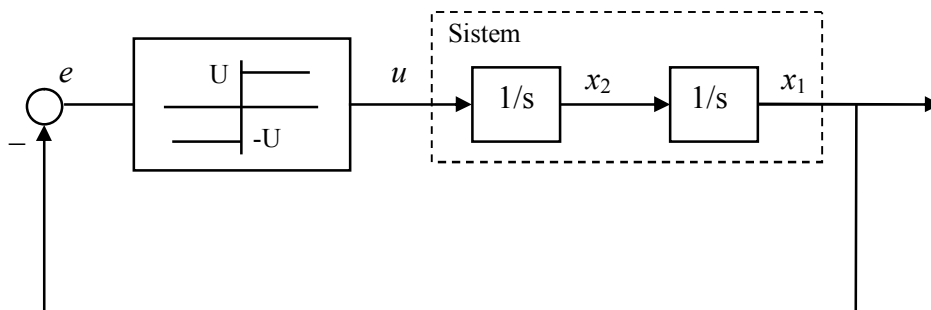 Sistem
e
U
-U
u
1/s
x₂
1/s
x₁
–